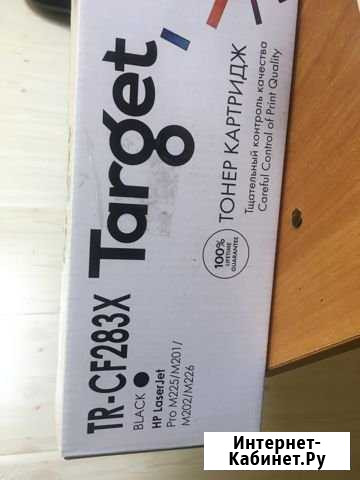 TR-CF283X
BLACK
HP LaserJet
Pro M225/M201/
M202/M226
Target
100%
LIFETIME
GUARANTEE
ТОНЕР КАРТРИДЖ
Тщательный контроль качества
Careful Control of Print Quality
Интернет-
Кабинет.Ру